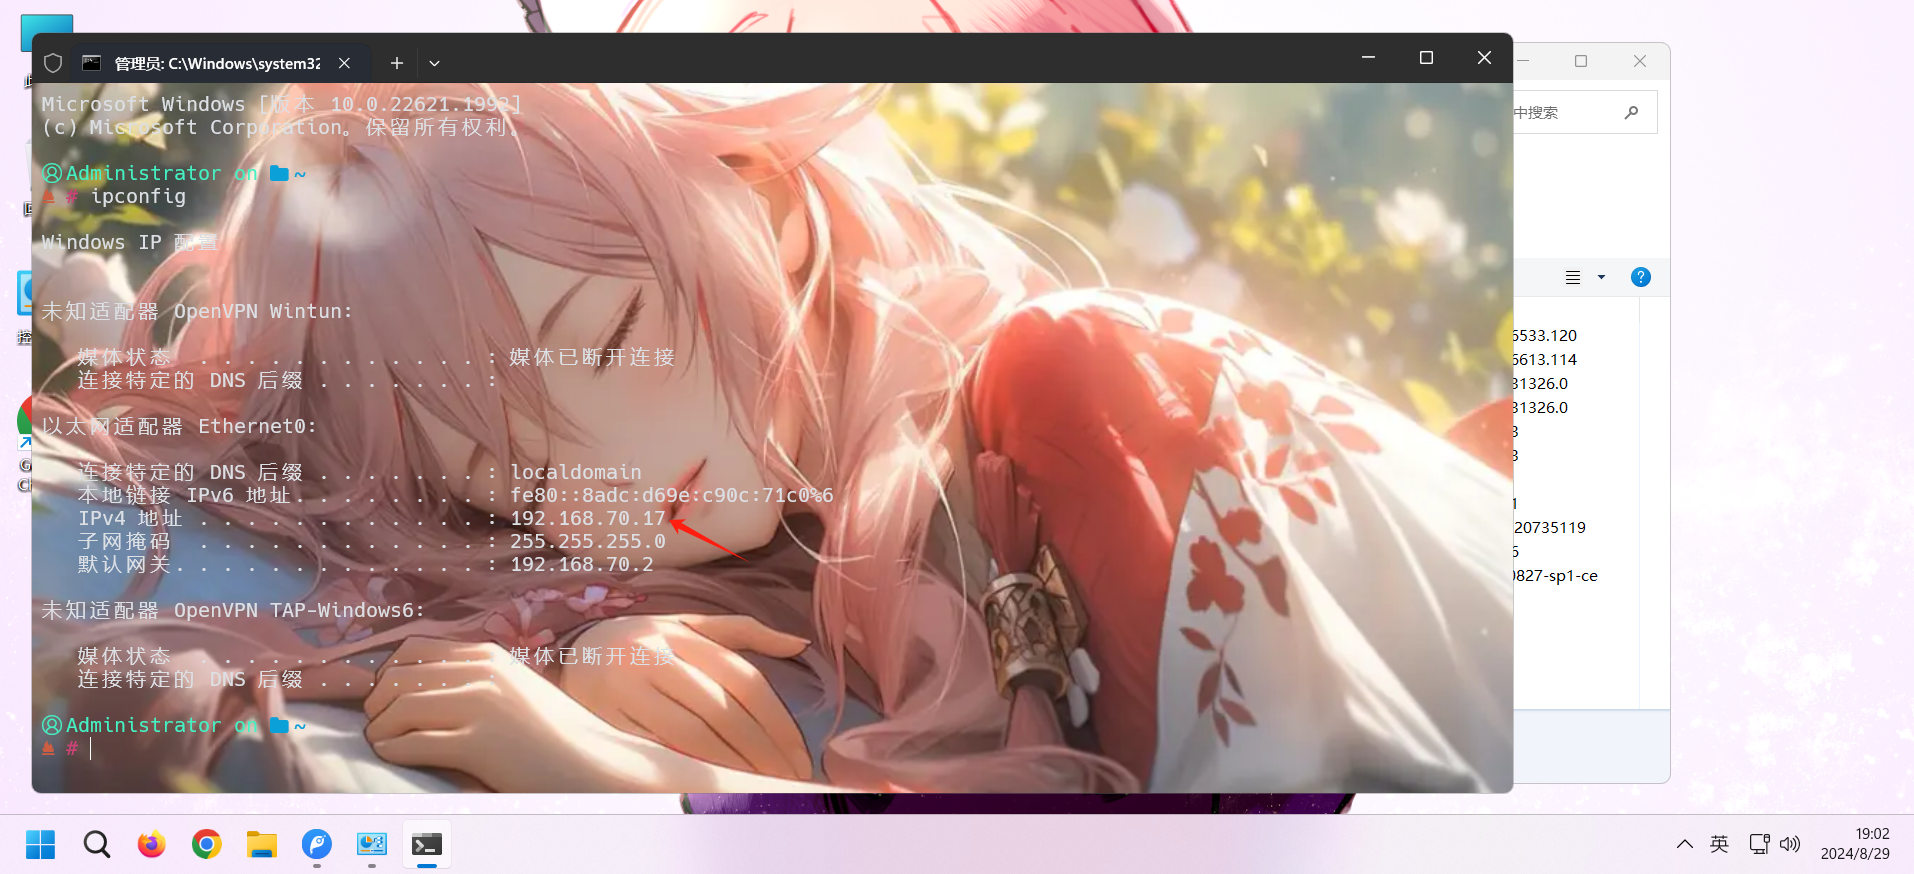 管理员: C:\Windows\system32
Microsoft Windows [版本 10.0.22621.1992]
(c) Microsoft Corporation。保留所有权利。
Administrator on ~
# ipconfig
Windows IP 配置
未知适配器 OpenVPN Wintun:
媒体状态 . . . . . . . . . . . . : 媒体已断开连接
连接特定的 DNS 后缀 . . . . . . . :
以太网适配器 Ethernet0:
连接特定的 DNS 后缀 . . . . . . . : localdomain
本地链接 IPv6 地址. . . . . . . . : fe80::8adc:d69e:c90c:71c0%6
IPv4 地址 . . . . . . . . . . . . : 192.168.70.17
子网掩码 . . . . . . . . . . . . : 255.255.255.0
默认网关. . . . . . . . . . . . . : 192.168.70.2
未知适配器 OpenVPN TAP-Windows6:
媒体状态 . . . . . . . . . . . . : 媒体已断开连接
连接特定的 DNS 后缀 . . . . . . . :
Administrator on ~
#
中搜索
6533.120
6613.114
31326.0
31326.0
3
3
1
20735119
6
0827-sp1-ce
英
19:02
2024/8/29